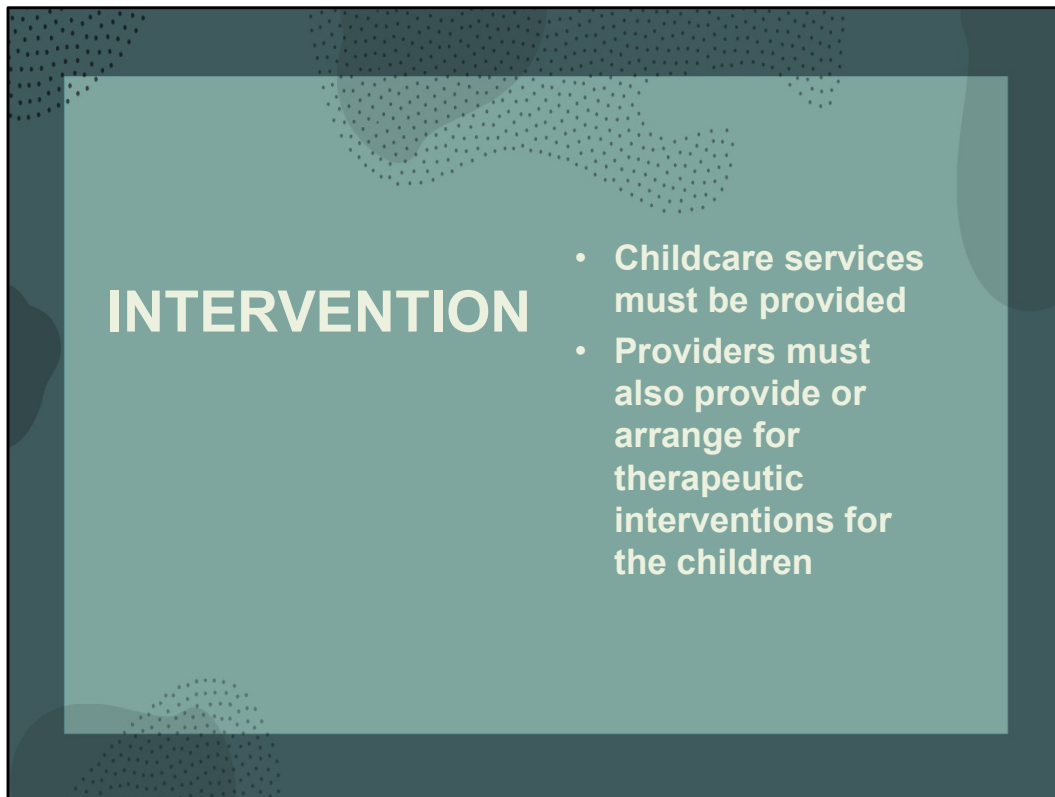 INTERVENTION
• Childcare services
must be provided
• Providers must
also provide or
arrange for
therapeutic
interventions for
the children